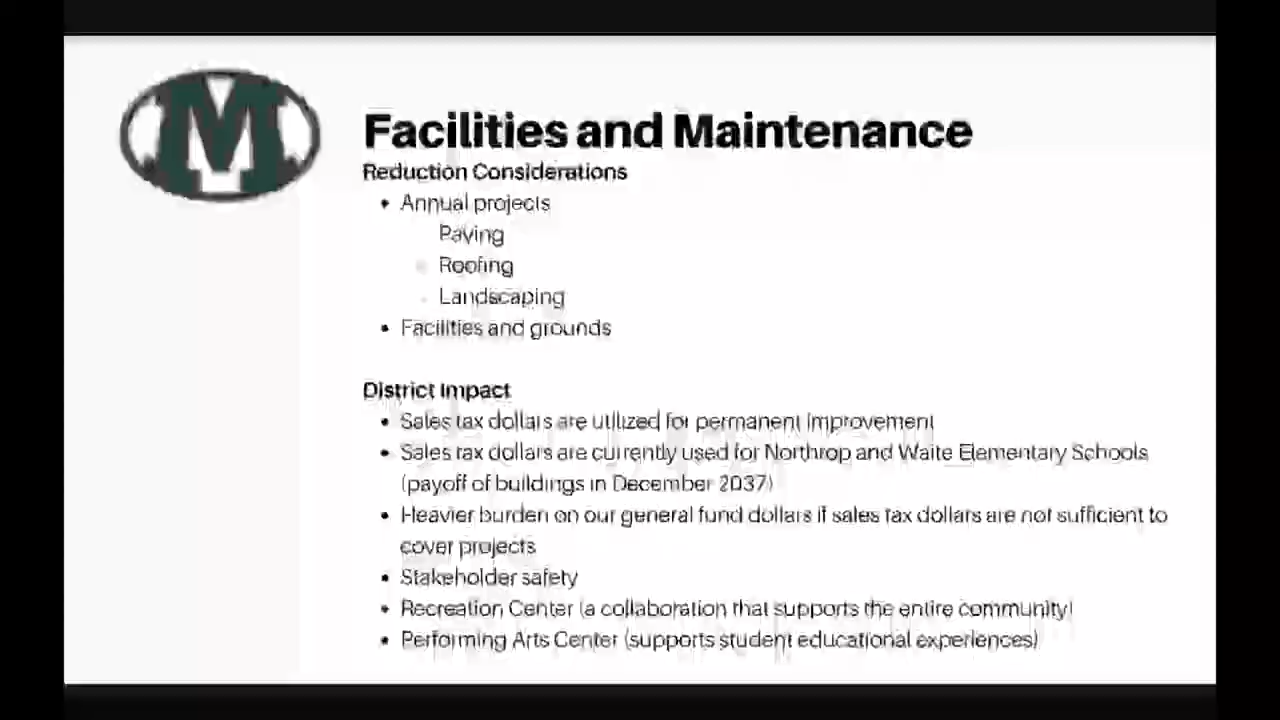 M
Facilities and Maintenance
Reduction Considerations
• Annual projects
Paving
Roofing
Landscaping
• Facilities and grounds
District Impact
• Sales tax dollars are utilized for permanent improvement
• Sales tax dollars are currently used for Northrop and Waite Elementary Schools
(payoff of buildings in December 2037)
• Heavier burden on our general fund dollars if sales tax dollars are not sufficient to
cover projects
• Stakeholder safety
• Recreation Center (a collaboration that supports the entire community)
• Performing Arts Center (supports student educational experiences)